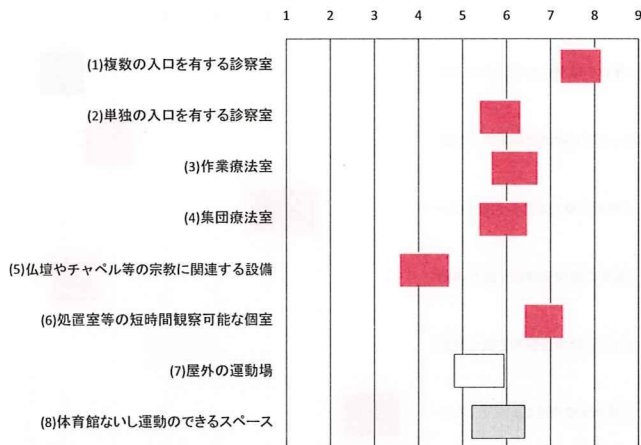 1 2 3 4 5 6 7 8 9
(1)複数の入口を有する診察室
(2)単独の入口を有する診察室
(3)作業療法室
(4)集団療法室
(5)仏壇やチャペル等の宗教に関連する設備
(6)処置室等の短時間観察可能な個室
(7)屋外の運動場
(8)体育館ないし運動のできるスペース